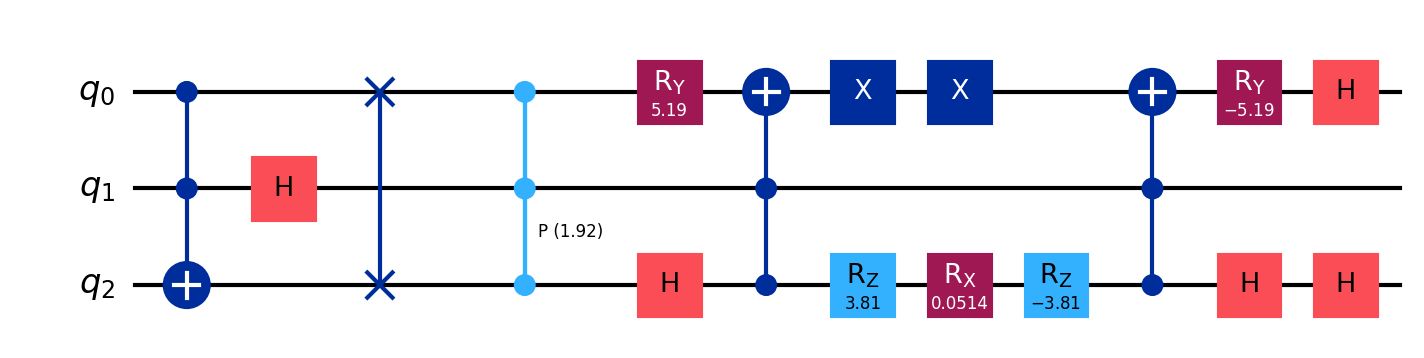 q0 RY 5.19 X X RY −5.19 H
q1 H P (1.92)
q2 H RZ 3.81 RX 0.0514 RZ −3.81 H H